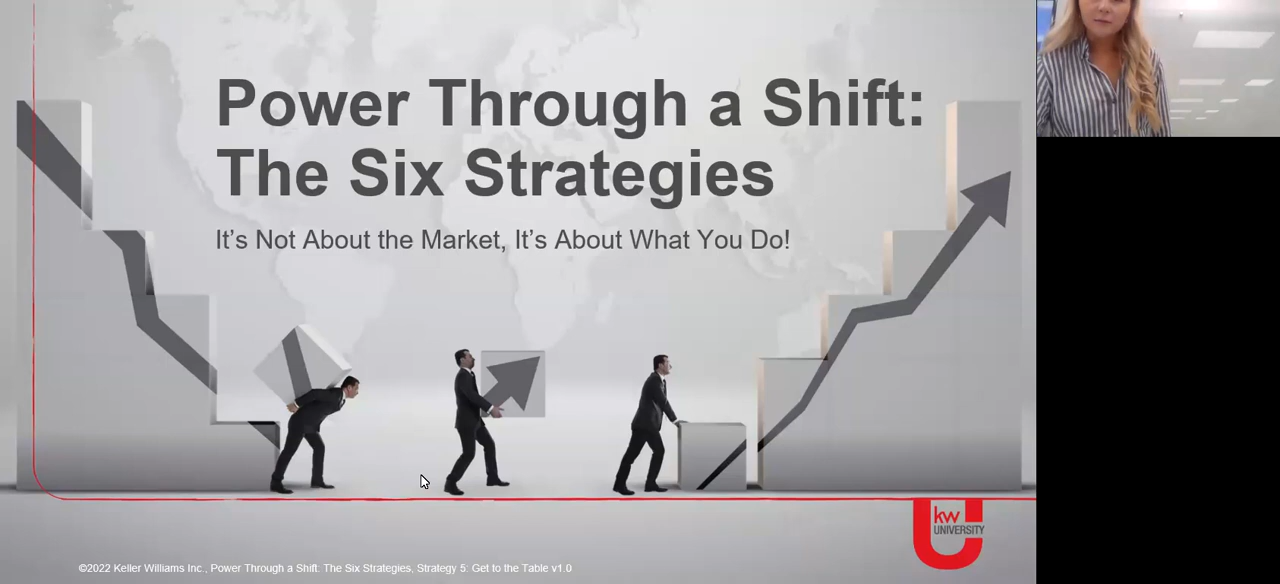 Power Through a Shift:
The Six Strategies
It’s Not About the Market, It’s About What You Do!
kw
UNIVERSITY
©2022 Keller Williams Inc., Power Through a Shift: The Six Strategies, Strategy 5: Get to the Table v1.0